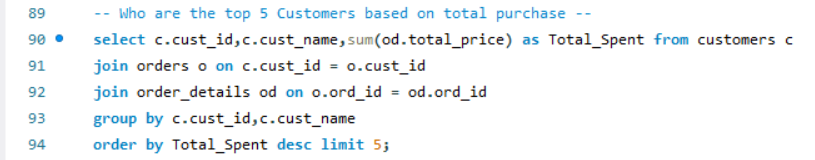 89 -- Who are the top 5 Customers based on total purchase --
90 select c.cust_id,c.cust_name,sum(od.total_price) as Total_Spent from customers c
91 join orders o on c.cust_id = o.cust_id
92 join order_details od on o.ord_id = od.ord_id
93 group by c.cust_id,c.cust_name
94 order by Total_Spent desc limit 5;